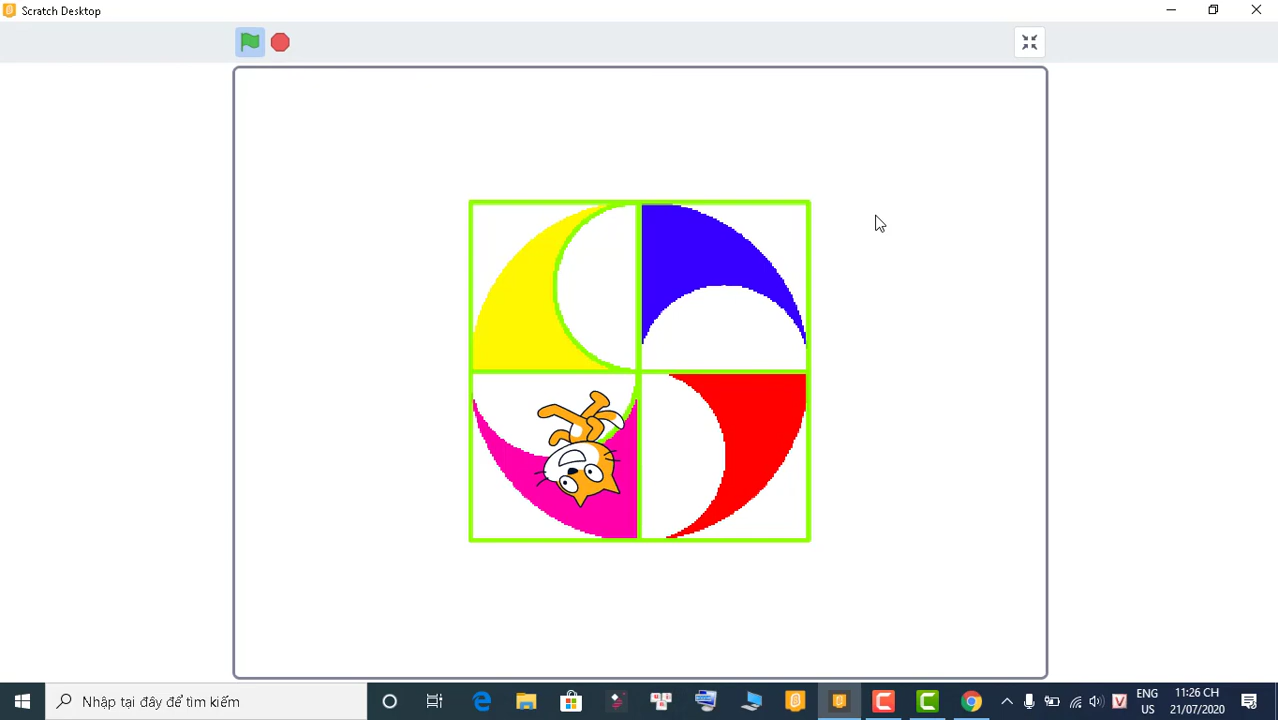 Scratch Desktop
Nhập tại đây để tìm kiếm
ENG
US
11:26 CH
21/07/2020